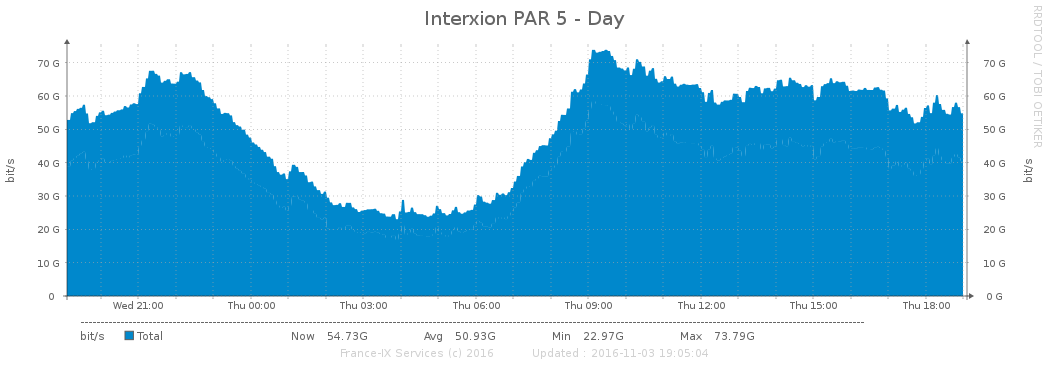 Interxion PAR 5 - Day
RRDTOOL / TOBI OETIKER
bit/s
bit/s
70 G 70 G
60 G 60 G
50 G 50 G
40 G 40 G
30 G 30 G
20 G 20 G
10 G 10 G
0 0 G
Wed 21:00 Thu 00:00 Thu 03:00 Thu 06:00 Thu 09:00 Thu 12:00 Thu 15:00 Thu 18:00
bit/s Total Now 54.73G Avg 50.93G Min 22.97G Max 73.79G
France-IX Services (c) 2016 Updated : 2016-11-03 19:05:04